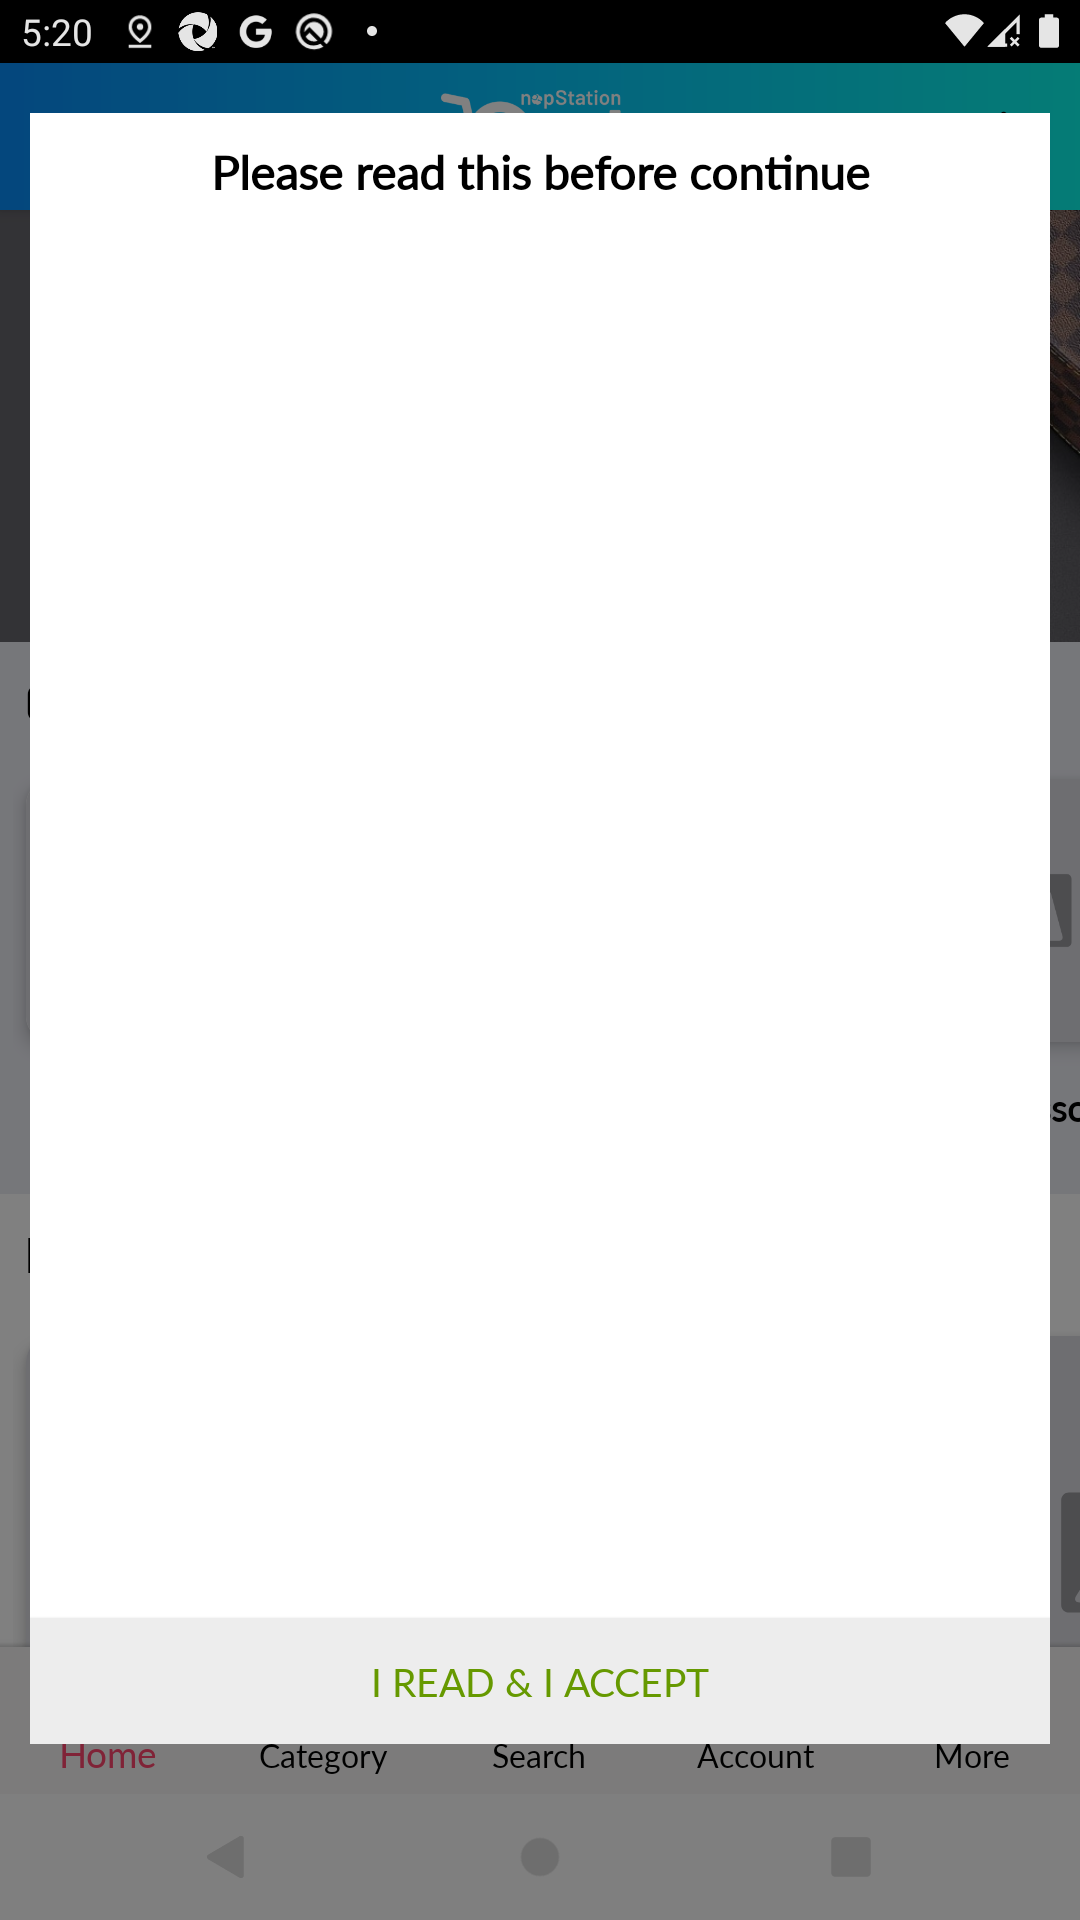 5:20
nopStation
Please read this before continue
I READ & I ACCEPT
Home Category Search Account More